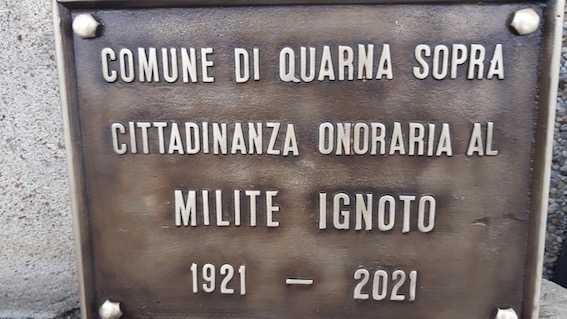 COMUNE DI QUARNA SOPRA
CITTADINANZA ONORARIA AL
MILITE IGNOTO
1921 — 2021